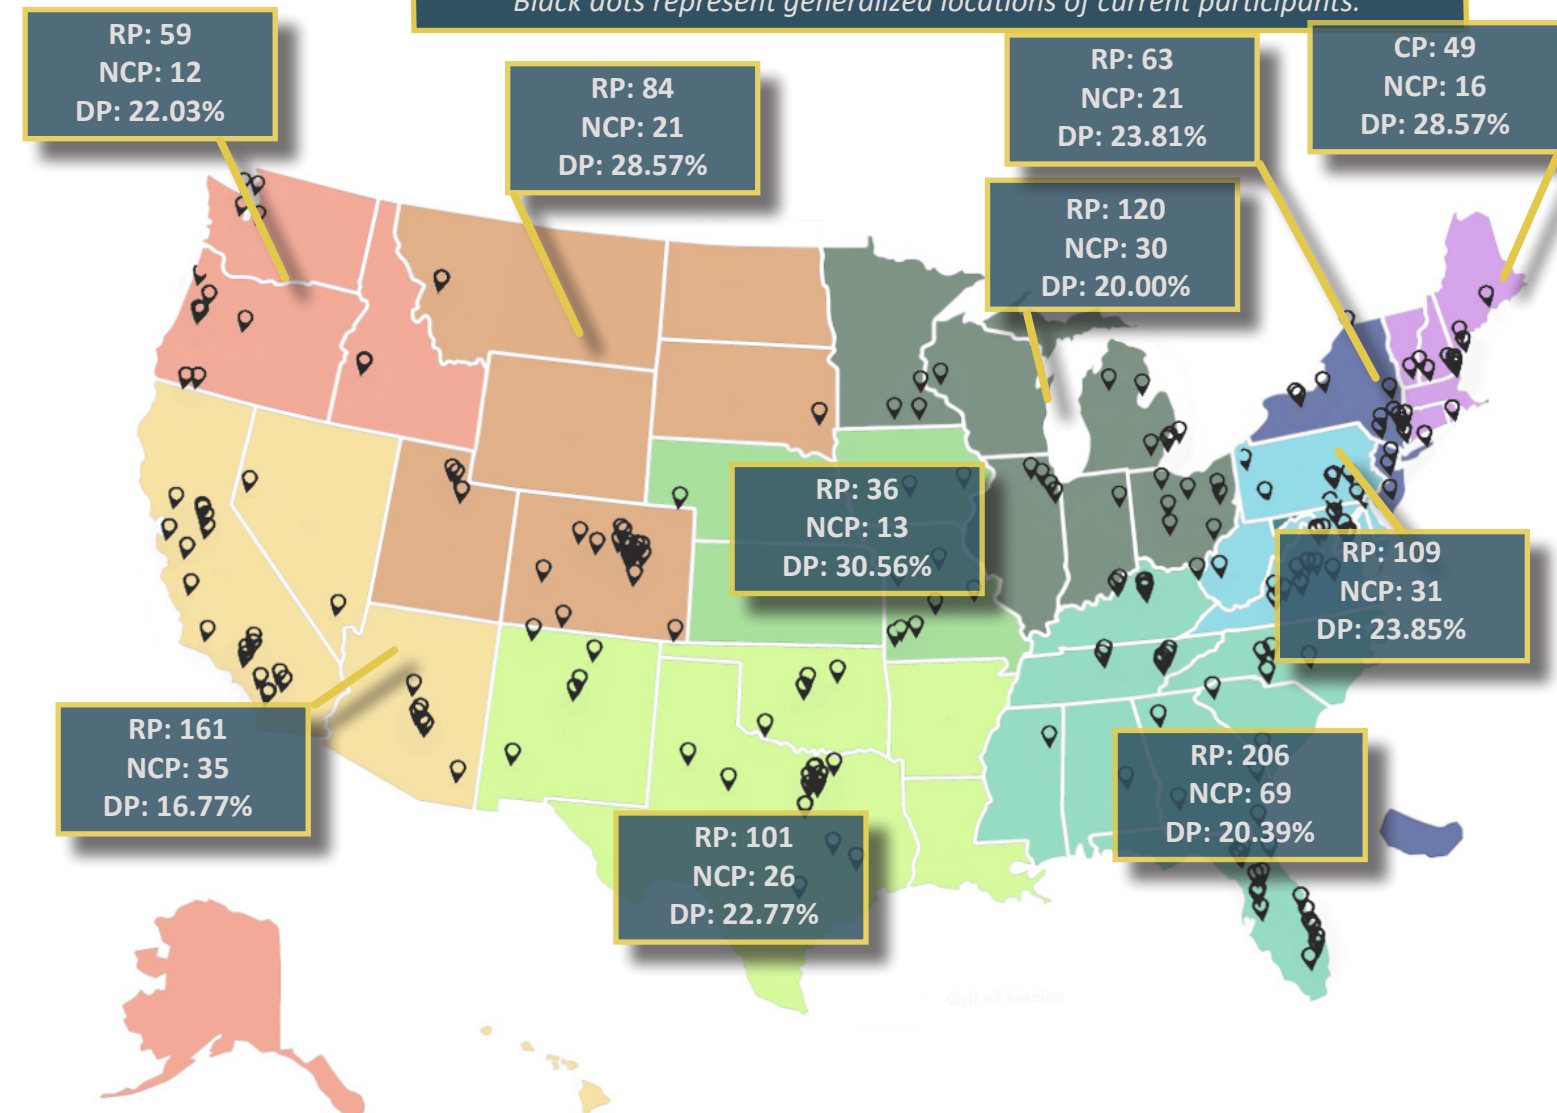 Black dots represent generalized locations of current participants.
RP: 59
NCP: 12
DP: 22.03%
RP: 84
NCP: 21
DP: 28.57%
RP: 63
NCP: 21
DP: 23.81%
CP: 49
NCP: 16
DP: 28.57%
RP: 120
NCP: 30
DP: 20.00%
RP: 36
NCP: 13
DP: 30.56%
RP: 109
NCP: 31
DP: 23.85%
RP: 161
NCP: 35
DP: 16.77%
RP: 206
NCP: 69
DP: 20.39%
RP: 101
NCP: 26
DP: 22.77%
Gulf of Mexico